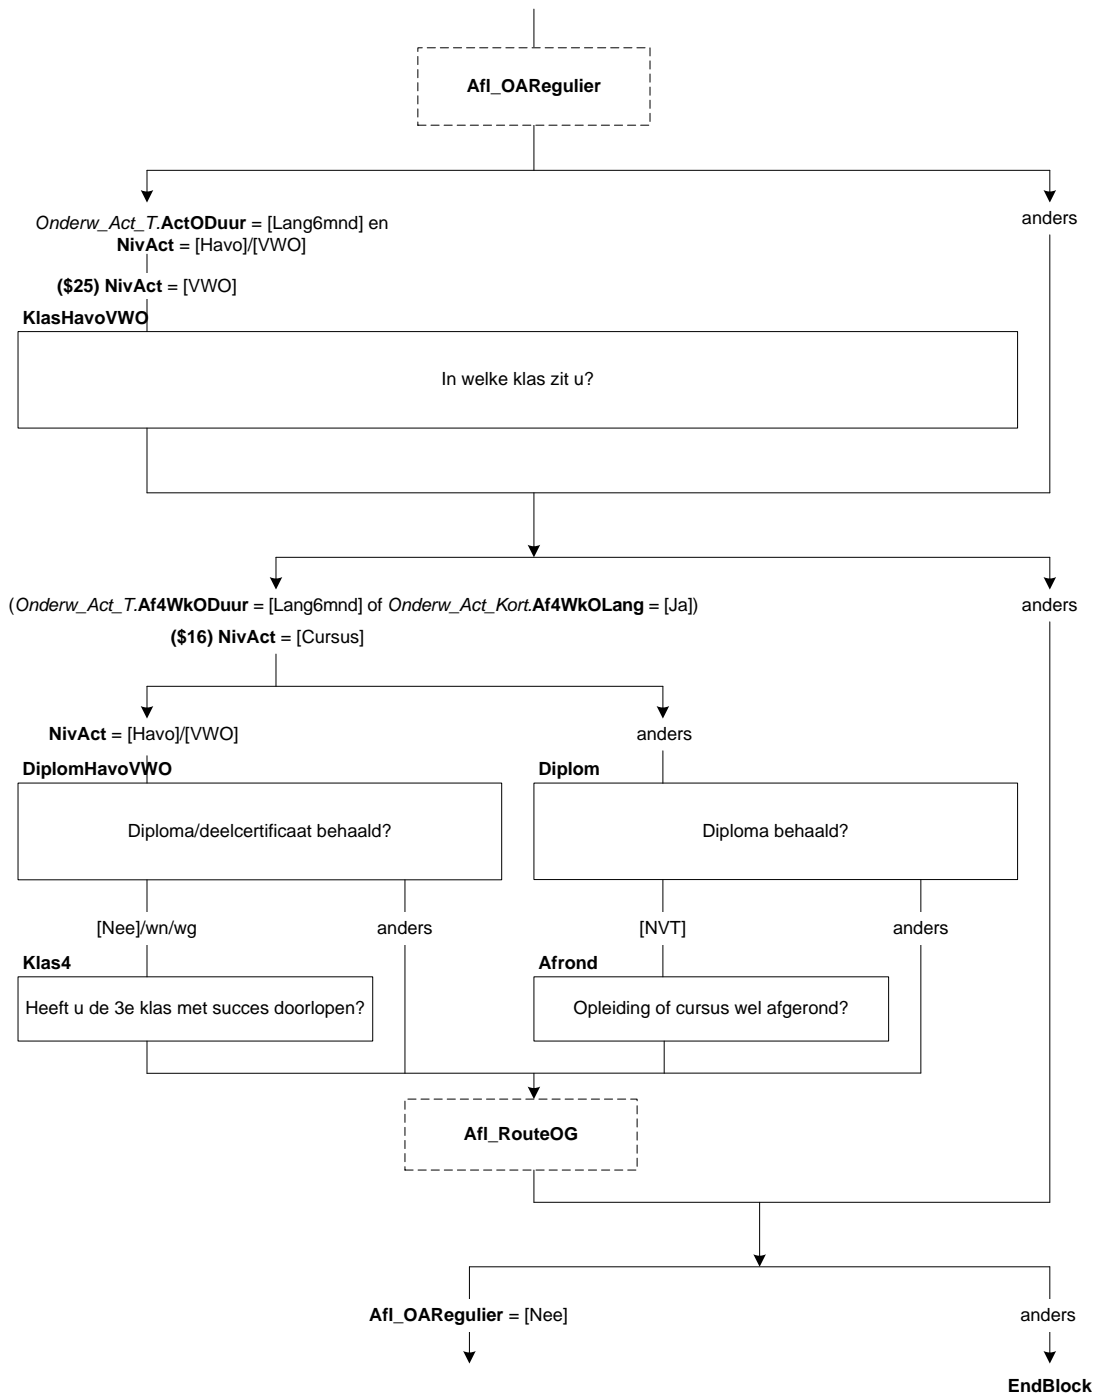 Afl_OARegulier
Onderw_Act_T.ActODuur = [Lang6mnd] en
NivAct = [Havo]/[VWO]
anders
($25) NivAct = [VWO]
KlasHavoVWO
In welke klas zit u?
(Onderw_Act_T.Af4WkODuur = [Lang6mnd] of Onderw_Act_Kort.Af4WkOLang = [Ja])
anders
($16) NivAct = [Cursus]
NivAct = [Havo]/[VWO]
anders
DiplomHavoVWO
Diplom
Diploma/deelcertificaat behaald?
Diploma behaald?
[Nee]/wn/wg
anders
[NVT]
anders
Klas4
Afrond
Heeft u de 3e klas met succes doorlopen?
Opleiding of cursus wel afgerond?
Afl_RouteOG
Afl_OARegulier = [Nee]
anders
EndBlock